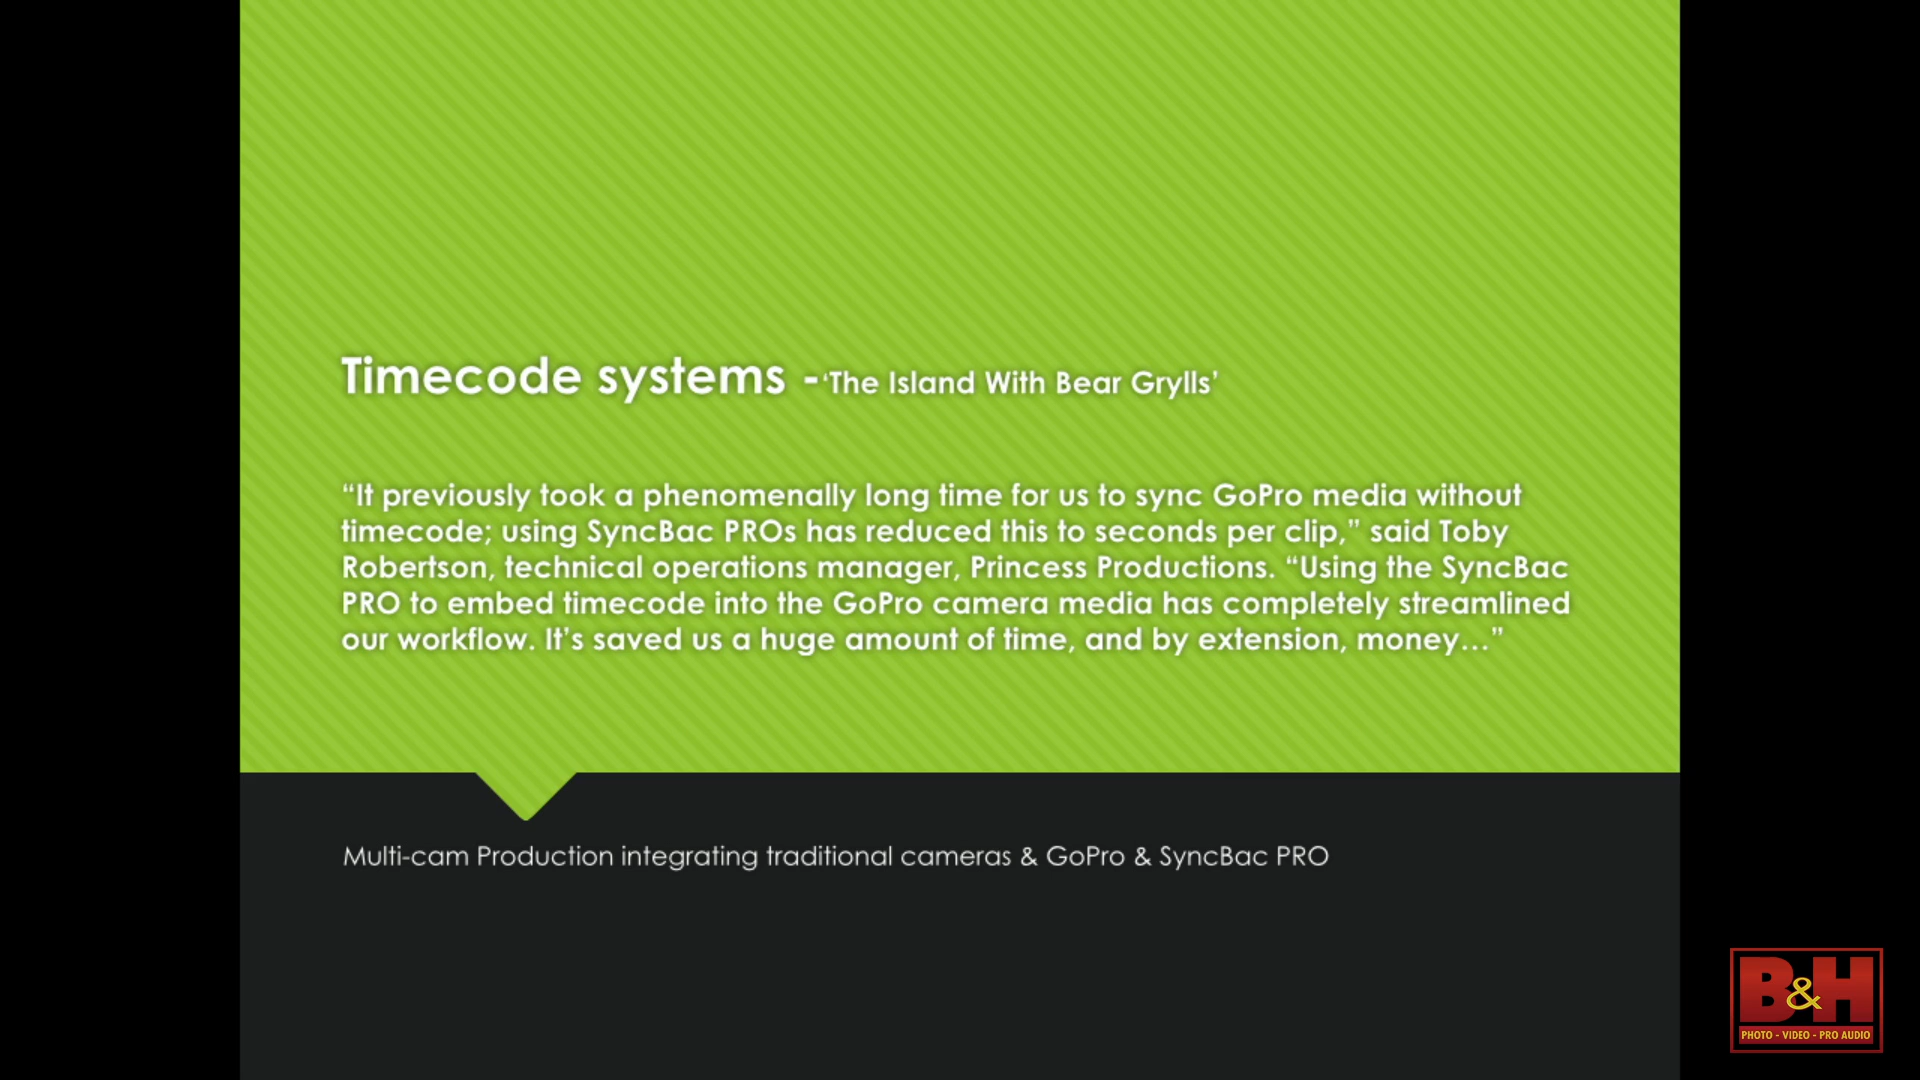 Timecode systems -‘The Island With Bear Grylls’
“It previously took a phenomenally long time for us to sync GoPro media without
timecode; using SyncBac PROs has reduced this to seconds per clip,” said Toby
Robertson, technical operations manager, Princess Productions. “Using the SyncBac
PRO to embed timecode into the GoPro camera media has completely streamlined
our workflow. It’s saved us a huge amount of time, and by extension, money…”
Multi-cam Production integrating traditional cameras & GoPro & SyncBac PRO
B&H
PHOTO - VIDEO - PRO AUDIO